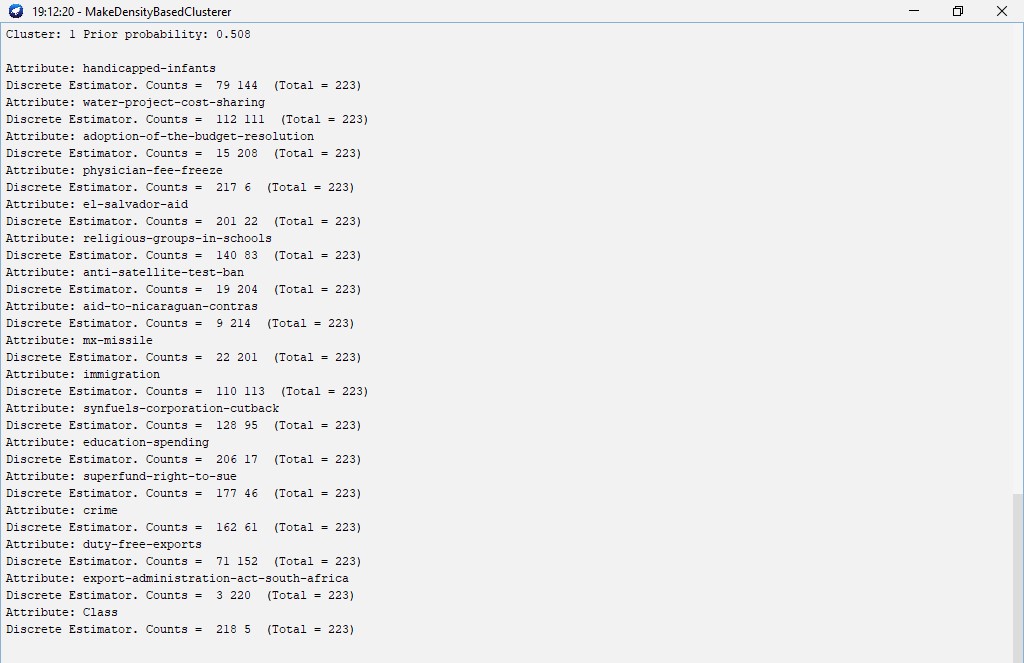 19:12:20 - MakeDensityBasedClusterer
Cluster: 1 Prior probability: 0.508
Attribute: handicapped-infants
Discrete Estimator. Counts =  79 144  (Total = 223)
Attribute: water-project-cost-sharing
Discrete Estimator. Counts =  112 111  (Total = 223)
Attribute: adoption-of-the-budget-resolution
Discrete Estimator. Counts =  15 208  (Total = 223)
Attribute: physician-fee-freeze
Discrete Estimator. Counts =  217 6  (Total = 223)
Attribute: el-salvador-aid
Discrete Estimator. Counts =  201 22  (Total = 223)
Attribute: religious-groups-in-schools
Discrete Estimator. Counts =  140 83  (Total = 223)
Attribute: anti-satellite-test-ban
Discrete Estimator. Counts =  19 204  (Total = 223)
Attribute: aid-to-nicaraguan-contras
Discrete Estimator. Counts =  9 214  (Total = 223)
Attribute: mx-missile
Discrete Estimator. Counts =  22 201  (Total = 223)
Attribute: immigration
Discrete Estimator. Counts =  110 113  (Total = 223)
Attribute: synfuels-corporation-cutback
Discrete Estimator. Counts =  128 95  (Total = 223)
Attribute: education-spending
Discrete Estimator. Counts =  206 17  (Total = 223)
Attribute: superfund-right-to-sue
Discrete Estimator. Counts =  177 46  (Total = 223)
Attribute: crime
Discrete Estimator. Counts =  162 61  (Total = 223)
Attribute: duty-free-exports
Discrete Estimator. Counts =  71 152  (Total = 223)
Attribute: export-administration-act-south-africa
Discrete Estimator. Counts =  3 220  (Total = 223)
Attribute: Class
Discrete Estimator. Counts =  218 5  (Total = 223)